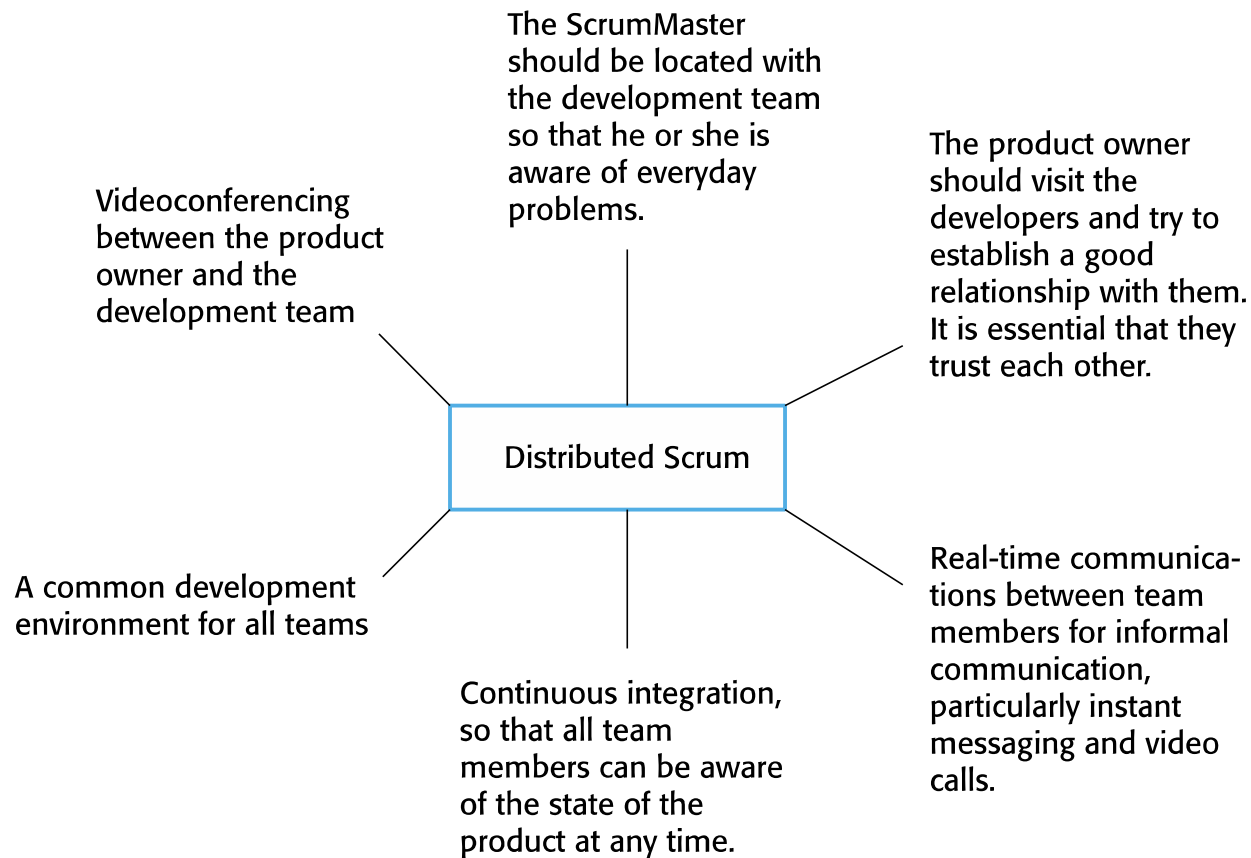 The ScrumMaster
should be located with
the development team
so that he or she is
aware of everyday
problems.
Videoconferencing
between the product
owner and the
development team
The product owner
should visit the
developers and try to
establish a good
relationship with them.
It is essential that they
trust each other.
Distributed Scrum
A common development
environment for all teams
Continuous integration,
so that all team
members can be aware
of the state of the
product at any time.
Real-time communica-
tions between team
members for informal
communication,
particularly instant
messaging and video
calls.